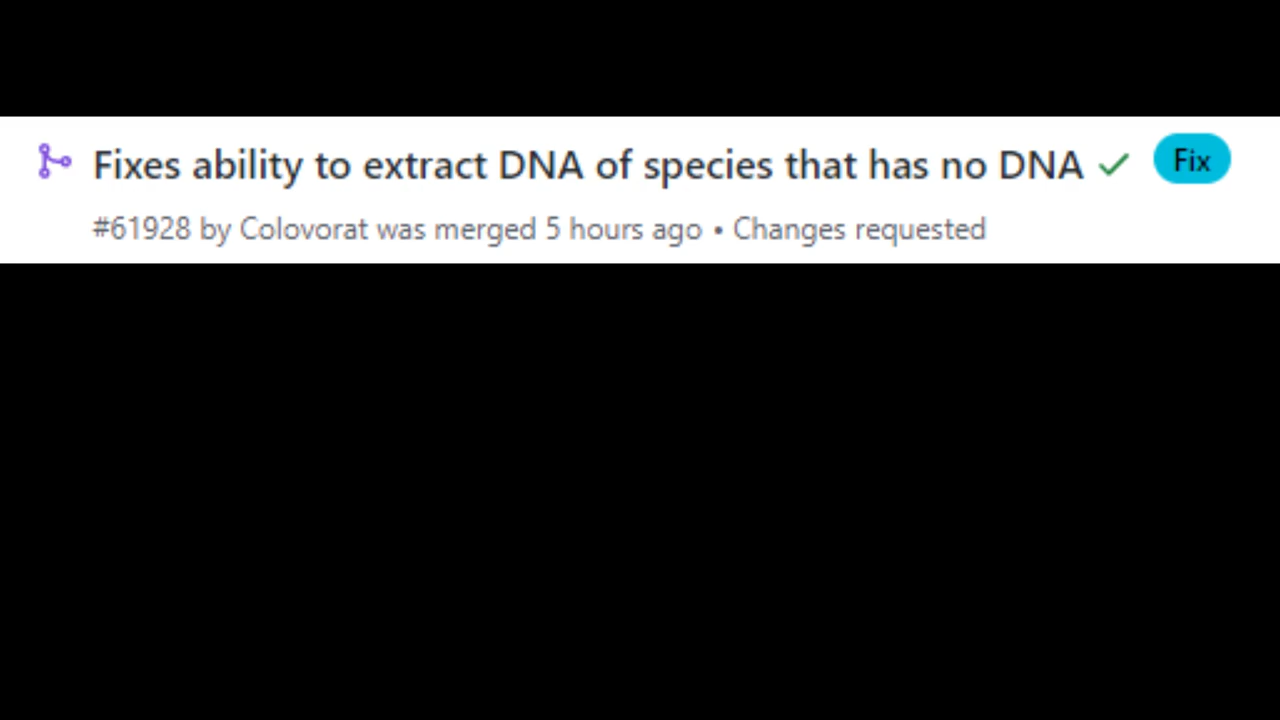 Fixes ability to extract DNA of species that has no DNA Fix
#61928 by Colovorat was merged 5 hours ago • Changes requested